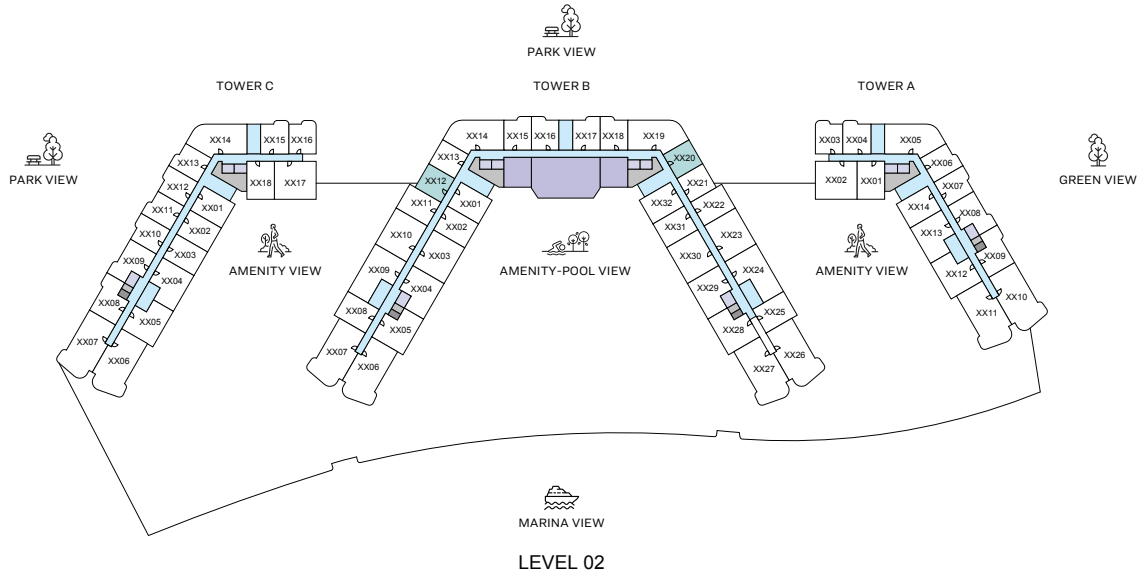 PARK VIEW
TOWER C
TOWER B
TOWER A
PARK VIEW
GREEN VIEW
XX14
XX15
XX16
XX13
XX18
XX17
XX12
XX01
XX11
XX02
XX10
XX03
XX09
XX04
XX08
XX05
XX07
XX06
XX14
XX15
XX16
XX17
XX18
XX19
XX13
XX20
XX12
XX21
XX11
XX01
XX32
XX22
XX10
XX02
XX31
XX23
XX09
XX03
XX30
XX24
XX08
XX04
XX29
XX25
XX07
XX05
XX28
XX26
XX06
XX27
XX03
XX04
XX05
XX02
XX01
XX06
XX07
XX14
XX08
XX13
XX09
XX12
XX10
XX11
AMENITY VIEW
AMENITY-POOL VIEW
AMENITY VIEW
MARINA VIEW
LEVEL 02